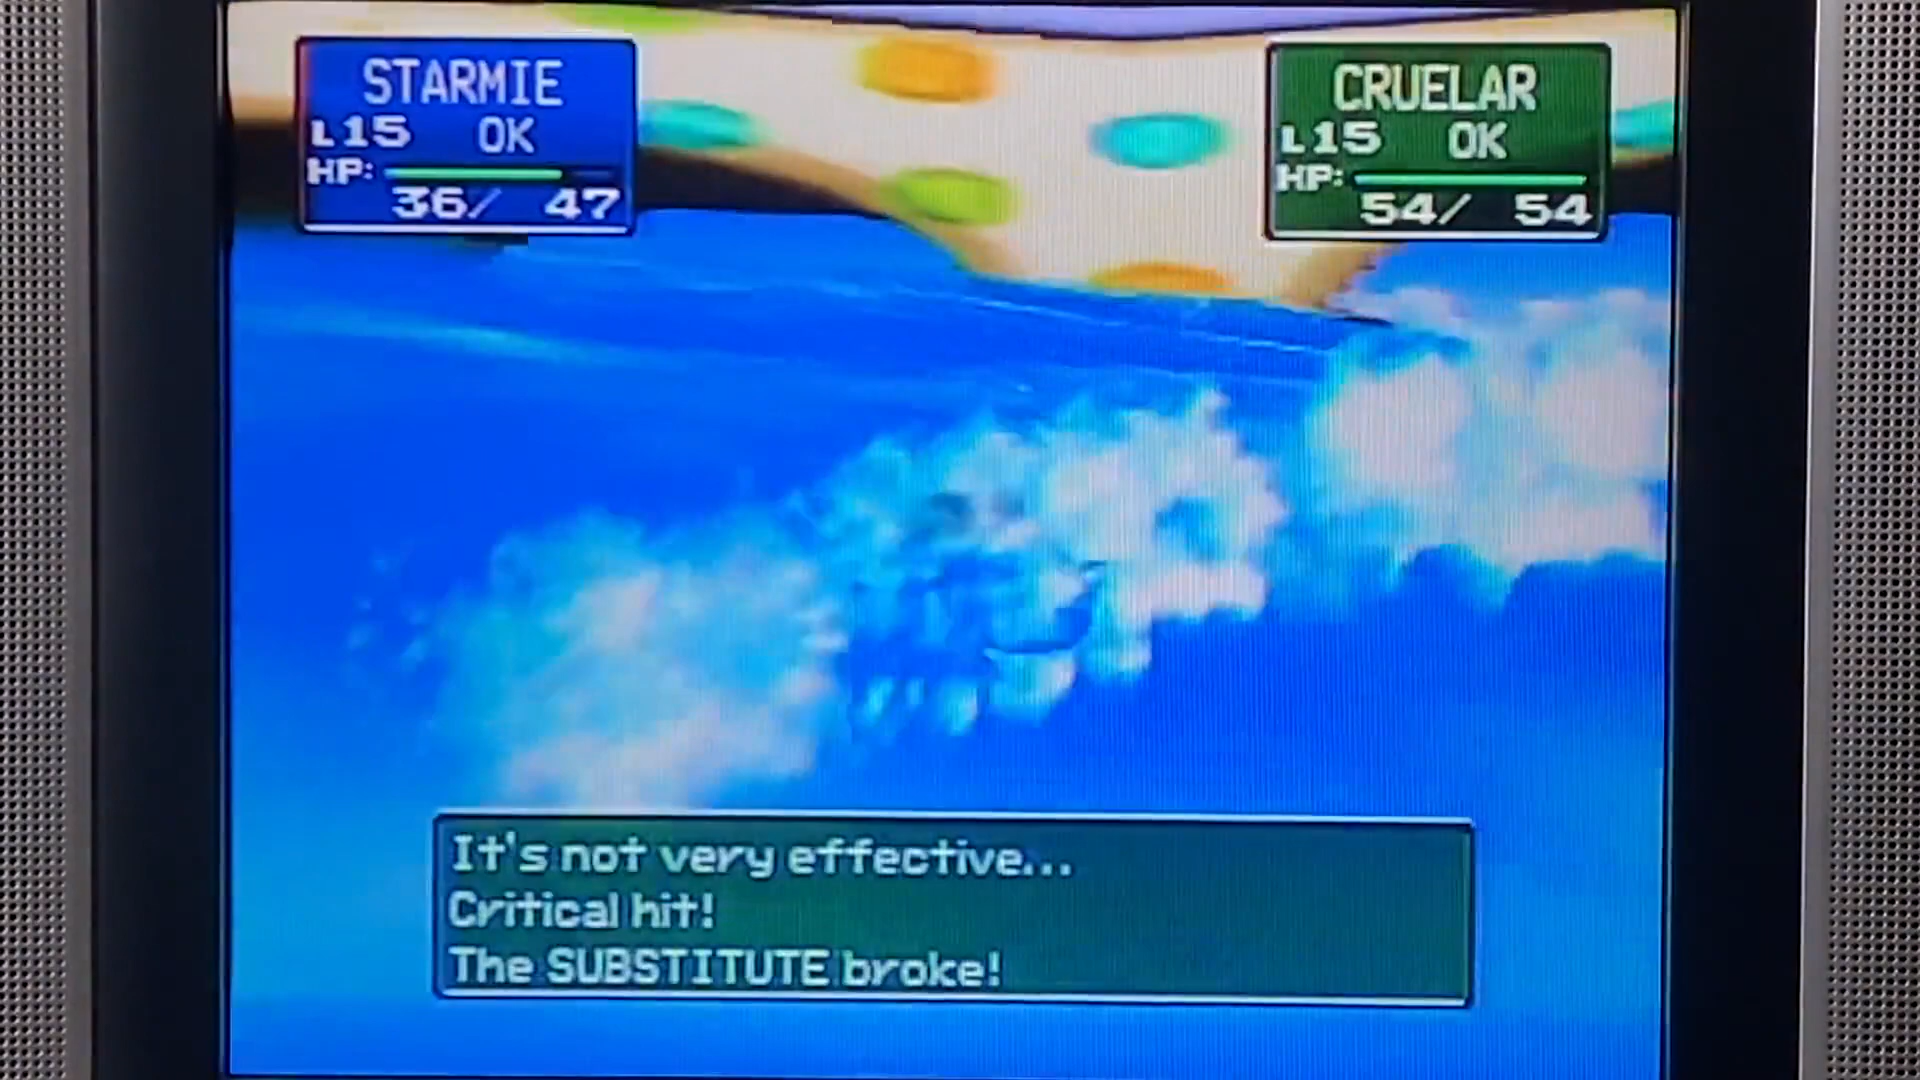 STARMIE
L15 OK
HP:
36/ 47
CRUELAR
L15 OK
HP:
54/ 54
It's not very effective...
Critical hit!
The SUBSTITUTE broke!